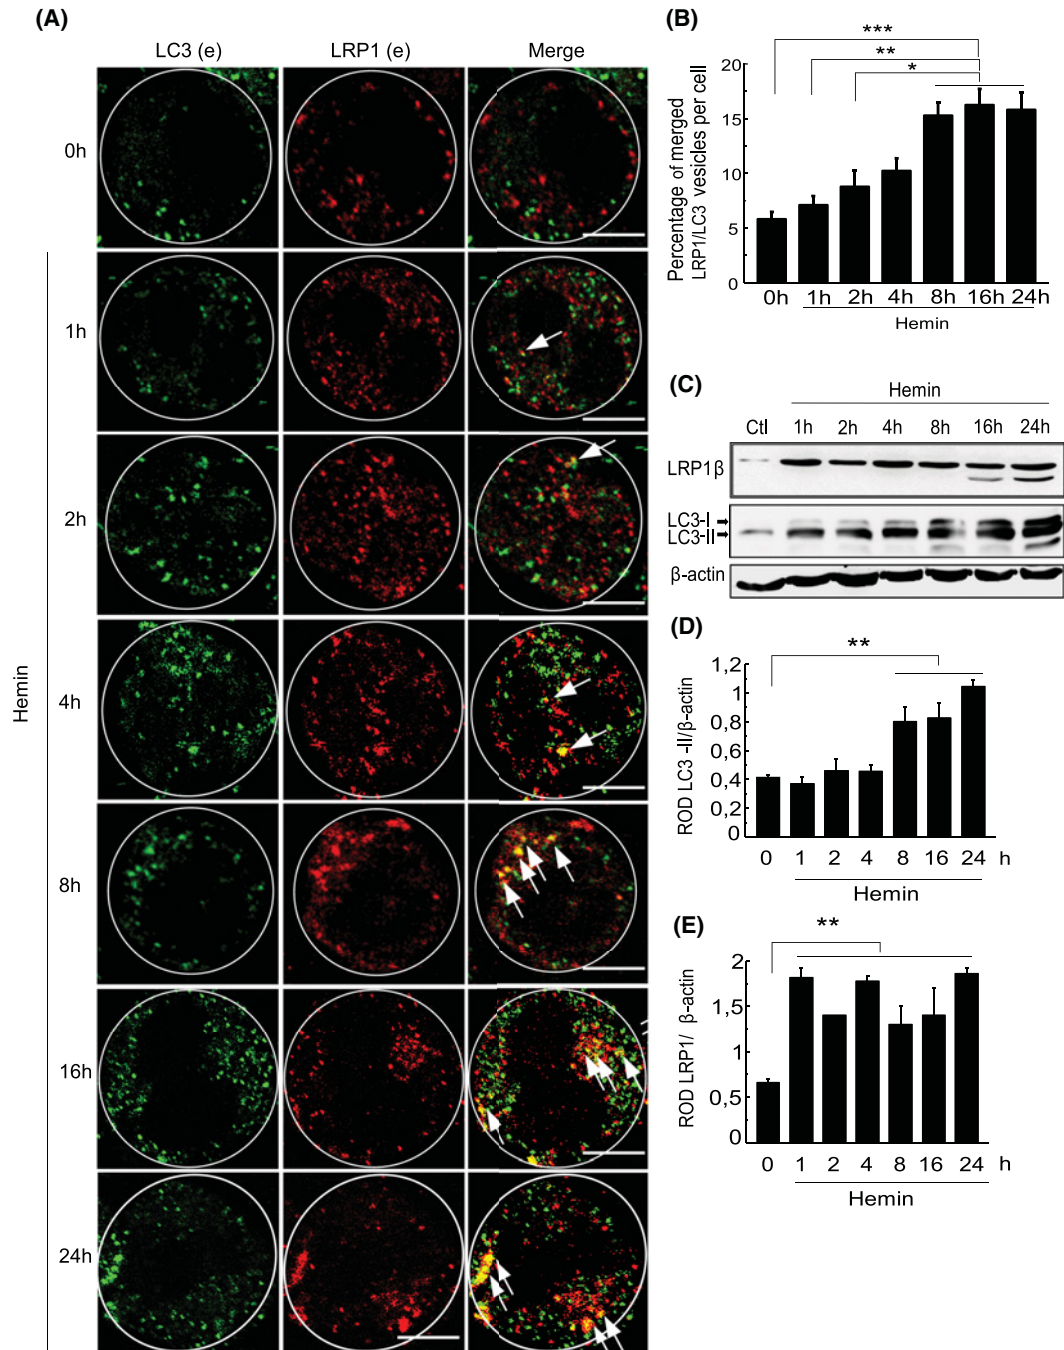 (A)
LC3 (e) LRP1 (e) Merge
0h
1h
2h
4h
8h
16h
24h
Hemin
(B)
***
**
*
Percentage of merged
LRP1/LC3 vesicles per cell
20
15
10
5
0
0h 1h 2h 4h 8h 16h 24h
Hemin
(C)
Hemin
Ctl 1h 2h 4h 8h 16h 24h
LRP1β
LC3-I
LC3-II
β-actin
(D)
**
ROD LC3 -II/β-actin
1,2
1
0,8
0,6
0,4
0,2
0
0 1 2 4 8 16 24 h
Hemin
(E)
**
ROD LRP1/ β-actin
2
1,5
1
0,5
0
0 1 2 4 8 16 24 h
Hemin